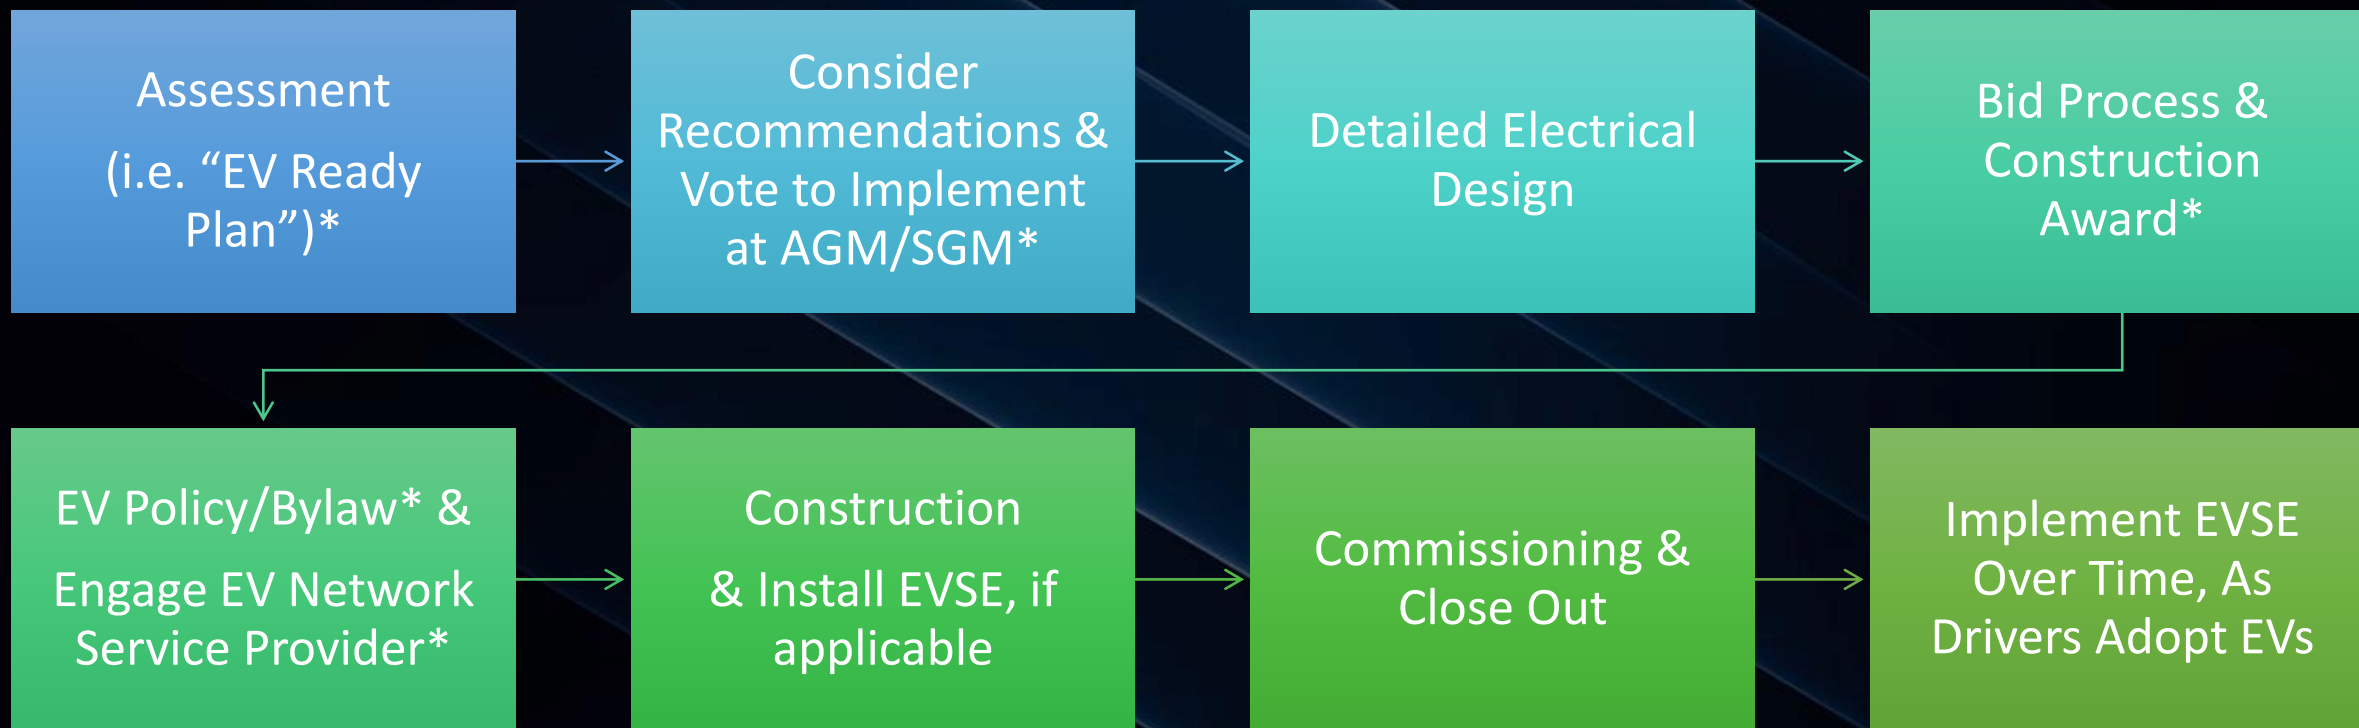 Assessment
(i.e. “EV Ready
Plan”)*
Consider
Recommendations &
Vote to Implement
at AGM/SGM*
Detailed Electrical
Design
Bid Process &
Construction
Award*
EV Policy/Bylaw* &
Engage EV Network
Service Provider*
Construction
& Install EVSE, if
applicable
Commissioning &
Close Out
Implement EVSE
Over Time, As
Drivers Adopt EVs